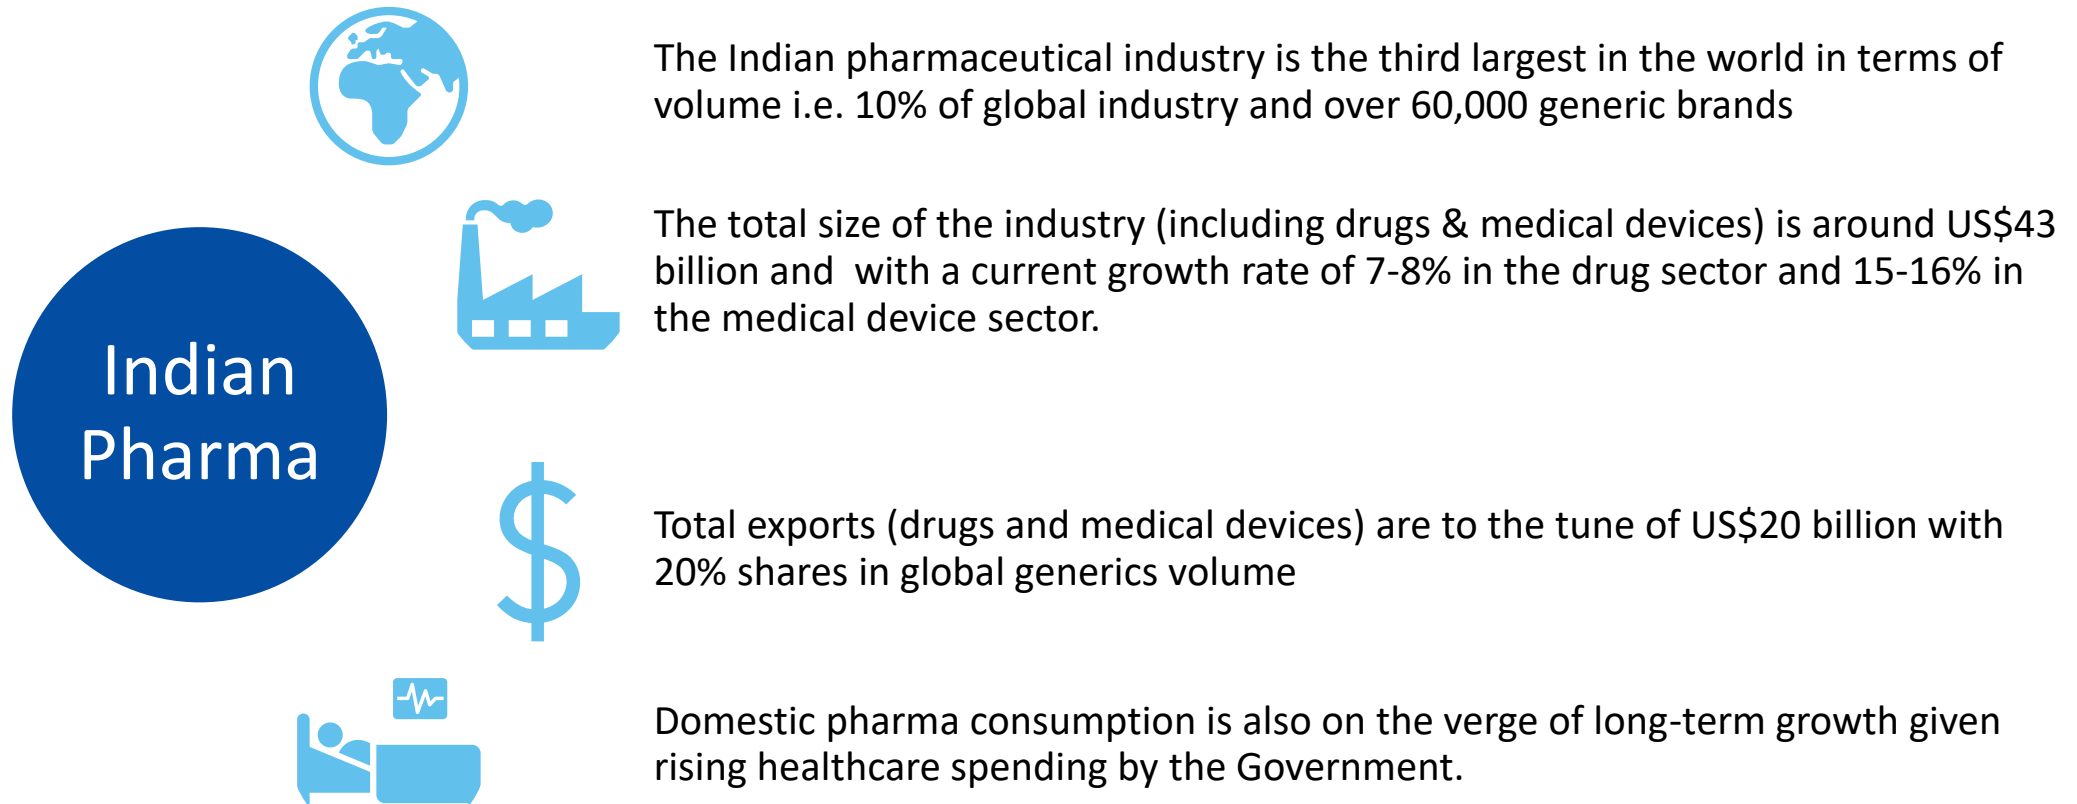 The Indian pharmaceutical industry is the third largest in the world in terms of
volume i.e. 10% of global industry and over 60,000 generic brands
The total size of the industry (including drugs & medical devices) is around US$43
billion and  with a current growth rate of 7-8% in the drug sector and 15-16% in
the medical device sector.
Indian
Pharma
Total exports (drugs and medical devices) are to the tune of US$20 billion with
20% shares in global generics volume
Domestic pharma consumption is also on the verge of long-term growth given
rising healthcare spending by the Government.